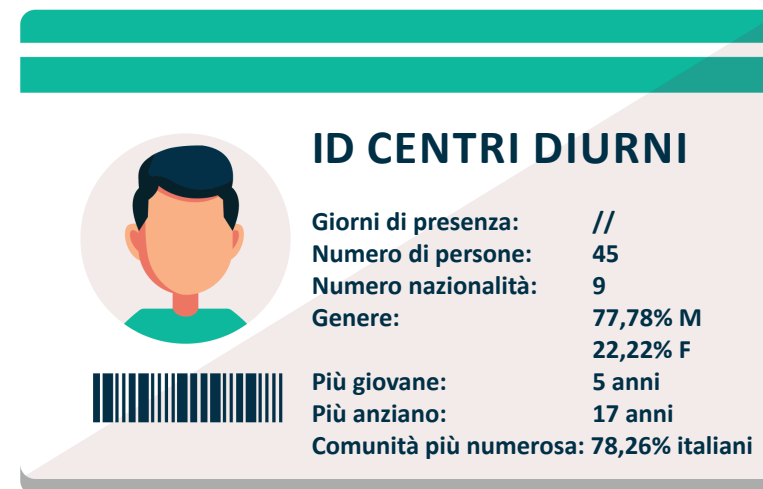 ID CENTRI DIURNI
Giorni di presenza: //
Numero di persone: 45
Numero nazionalità: 9
Genere: 77,78% M
22,22% F
Più giovane: 5 anni
Più anziano: 17 anni
Comunità più numerosa: 78,26% italiani